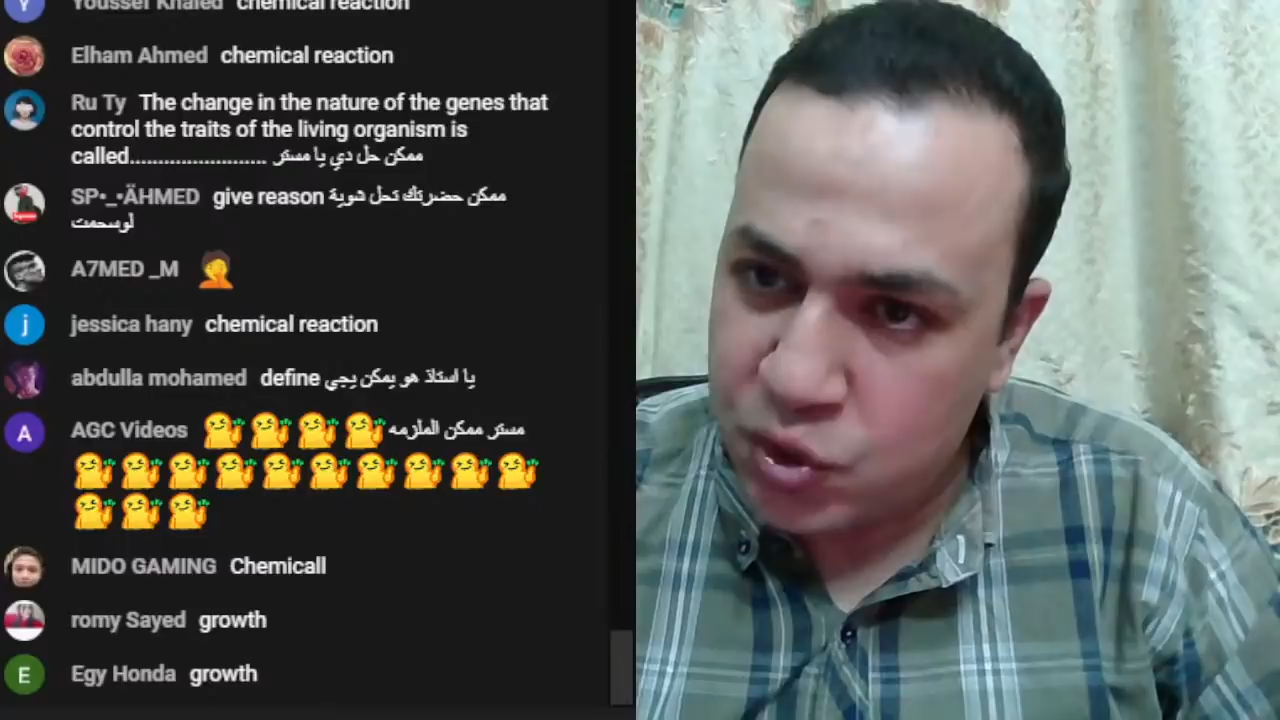 Youssef Khaled chemical reaction
Elham Ahmed chemical reaction
Ru Ty The change in the nature of the genes that
control the traits of the living organism is
called........................ ممكن حل دي يا مستر
SP•_•ÄHMED give reason ممكن حضرتك تحل شوية
لوسحمت
A7MED _M
jessica hany chemical reaction
abdulla mohamed define يا استاذ هو يمكن يجي
AGC Videos مستر ممكن الملزمه
MIDO GAMING Chemicall
romy Sayed growth
Egy Honda growth